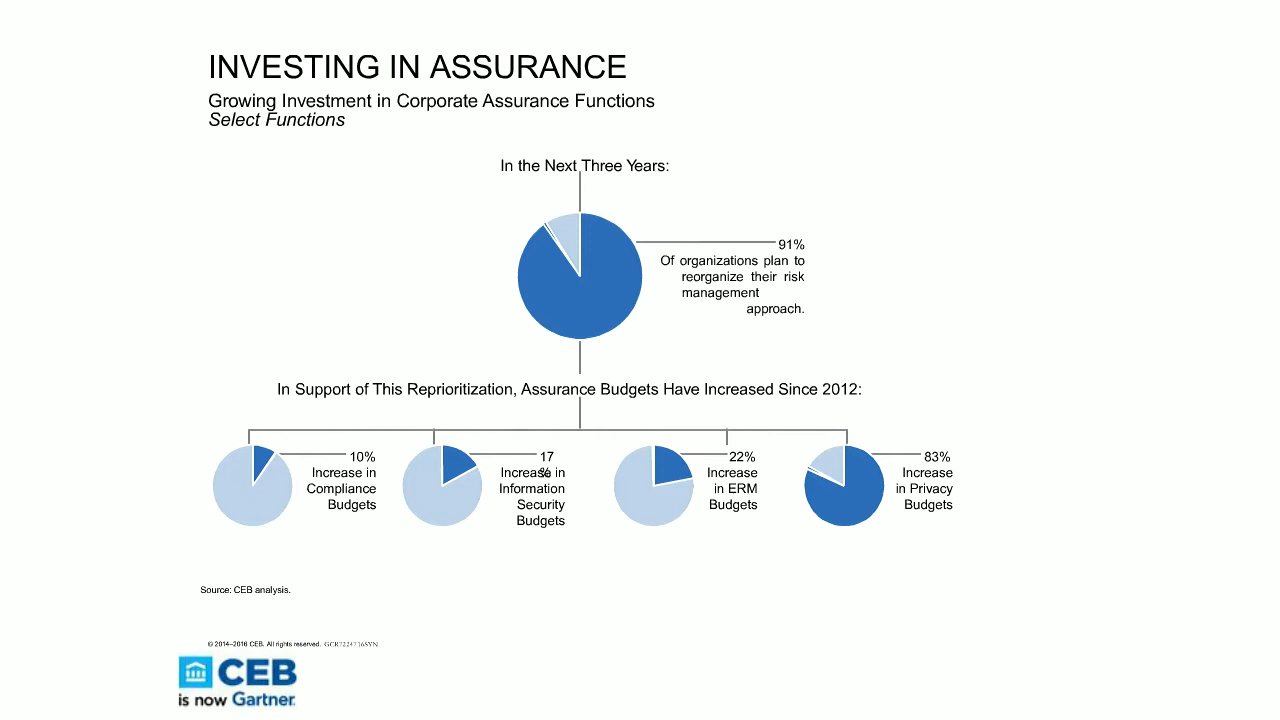 INVESTING IN ASSURANCE
Growing Investment in Corporate Assurance Functions
Select Functions
In the Next Three Years:
91%
Of organizations plan to
reorganize their risk
management
approach.
In Support of This Reprioritization, Assurance Budgets Have Increased Since 2012:
10%
Increase in
Compliance
Budgets
17
%
Increase in
Information
Security
Budgets
22%
Increase
in ERM
Budgets
83%
Increase
in Privacy
Budgets
Source: CEB analysis.
© 2014–2016 CEB. All rights reserved.
CEB
is now Gartner